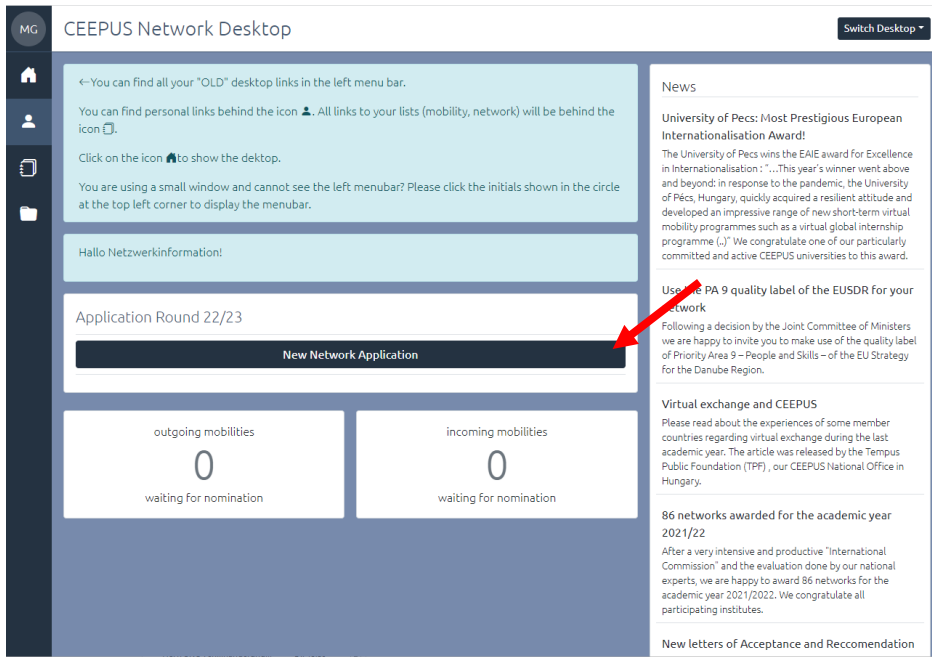 MG
CEEPUS Network Desktop
Switch Desktop
←You can find all your "OLD" desktop links in the left menu bar.
You can find personal links behind the icon . All links to your lists (mobility, network) will be behind the
icon .
Click on the icon to show the dektop.
You are using a small window and cannot see the left menubar? Please click the initials shown in the circle
at the top left corner to display the menubar.
Hallo Netzwerkinformation!
Application Round 22/23
New Network Application
outgoing mobilities
0
waiting for nomination
incoming mobilities
0
waiting for nomination
News
University of Pecs: Most Prestigious European
Internationalisation Award!
The University of Pecs wins the EAIE award for Excellence
in Internationalisation : "...This year's winner went above
and beyond: in response to the pandemic, the University
of Pécs, Hungary, quickly acquired a resilient attitude and
developed an impressive range of new short-term virtual
mobility programmes such as a virtual global internship
programme (..)" We congratulate one of our particularly
committed and active CEEPUS universities to this award.
Use the PA 9 quality label of the EUSDR for your
network
Following a decision by the Joint Committee of Ministers
we are happy to invite you to make use of the quality label
of Priority Area 9 – People and Skills – of the EU Strategy
for the Danube Region.
Virtual exchange and CEEPUS
Please read about the experiences of some member
countries regarding virtual exchange during the last
academic year. The article was released by the Tempus
Public Foundation (TPF) , our CEEPUS National Office in
Hungary.
86 networks awarded for the academic year
2021/22
After a very intensive and productive "International
Commission" and the evaluation done by our national
experts, we are happy to award 86 networks for the
academic year 2021/2022. We congratulate all
participating institutes.
New letters of Acceptance and Reccomendation